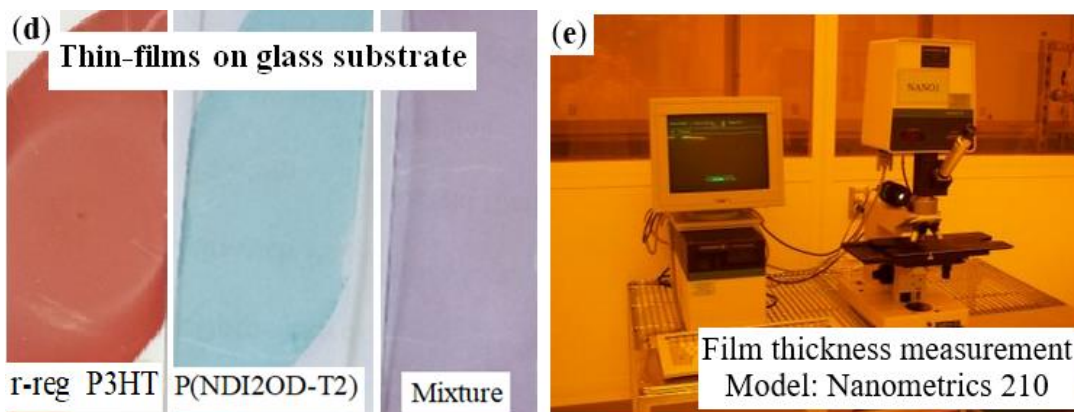 (d)
Thin-films on glass substrate
r-reg P3HT
P(NDI2OD-T2)
Mixture
(e)
NANO1
Film thickness measurement
Model: Nanometrics 210